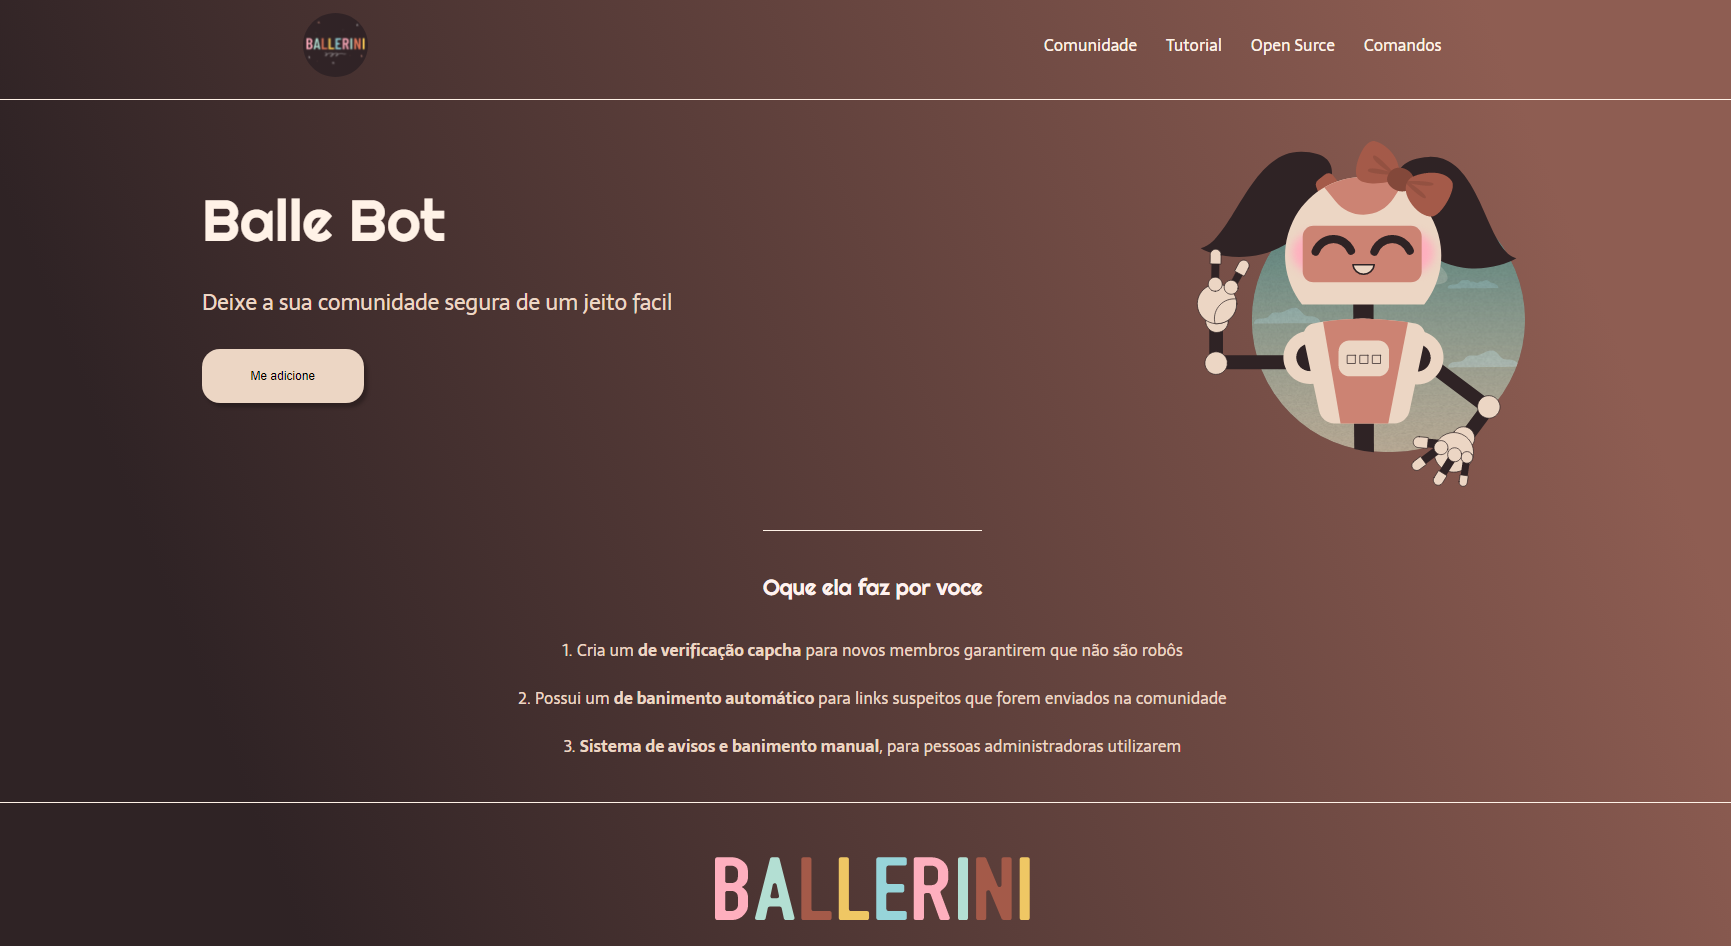 BALLERINI
Comunidade Tutorial Open Surce Comandos
Balle Bot
Deixe a sua comunidade segura de um jeito facil
Me adicione
Oque ela faz por voce
1. Cria um de verificação capcha para novos membros garantirem que não são robôs
2. Possui um de banimento automático para links suspeitos que forem enviados na comunidade
3. Sistema de avisos e banimento manual, para pessoas administradoras utilizarem
BALLERINI